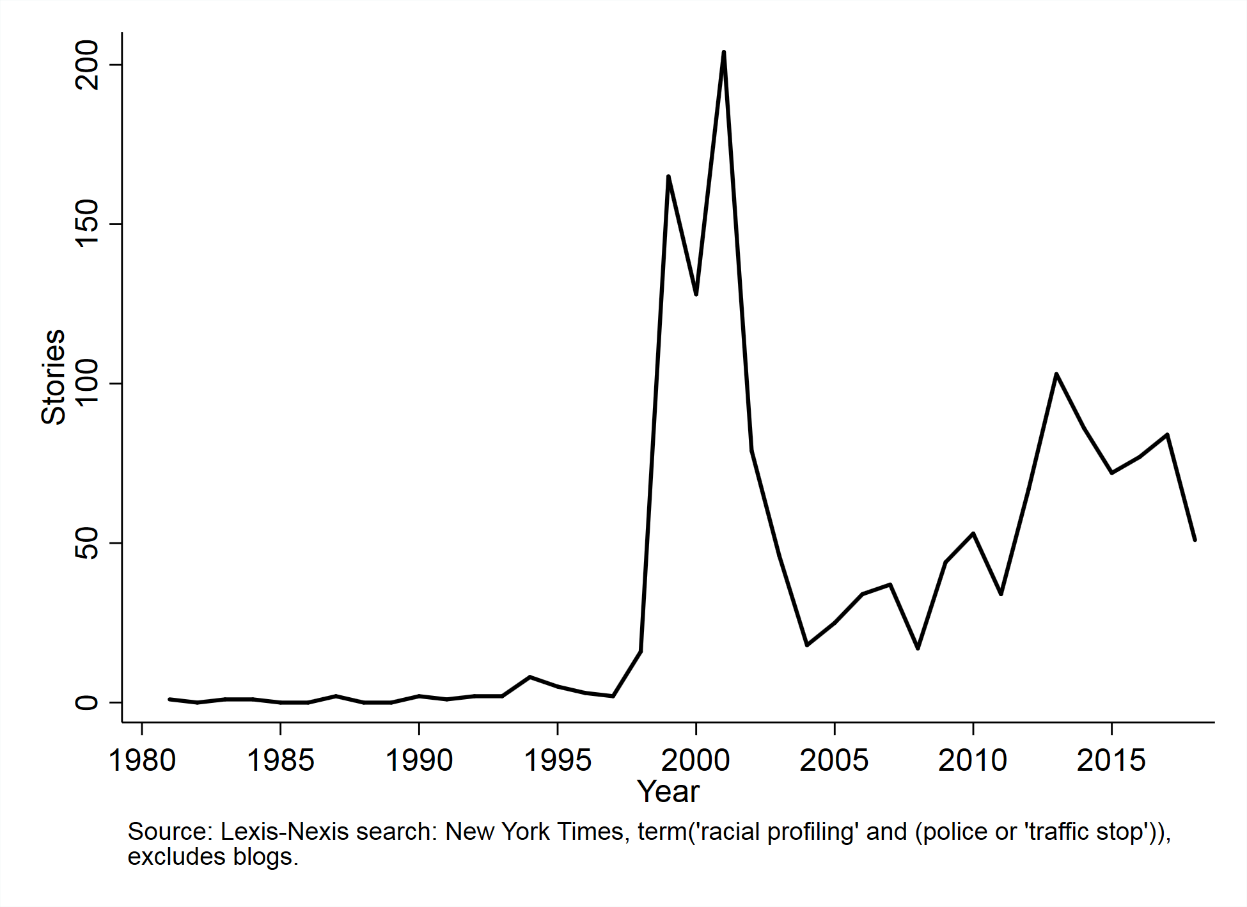 200
150
100
50
0
Stories
1980 1985 1990 1995 2000 2005 2010 2015
Year
Source: Lexis-Nexis search: New York Times, term('racial profiling' and (police or 'traffic stop')),
excludes blogs.